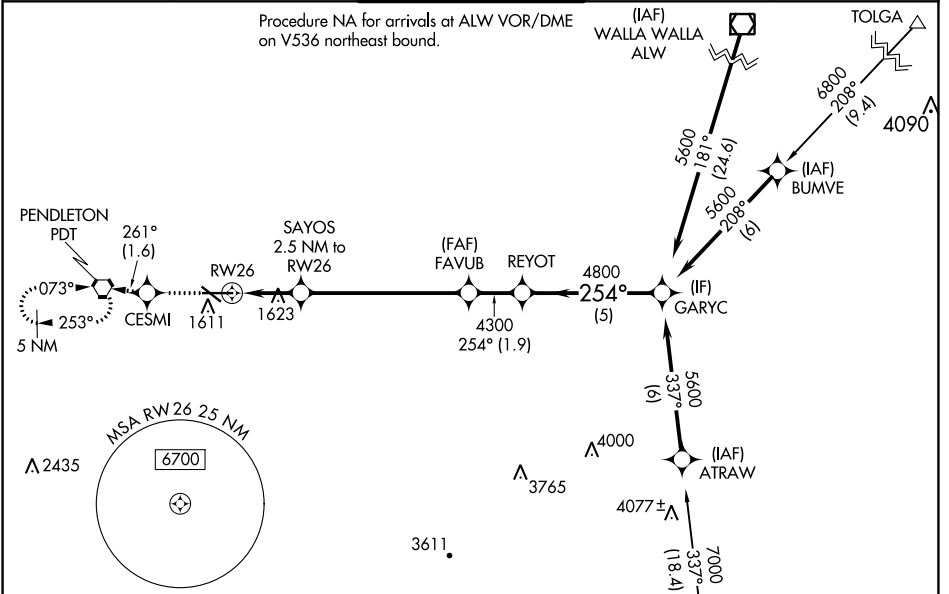 Procedure NA for arrivals at ALW VOR/DME
on V536 northeast bound.
(IAF)
WALLA WALLA
ALW
TOLGA
6800
208°
(9.4)
4090
5600
181°
(24.6)
(IAF)
BUMVE
5600
208°
(6)
PENDLETON
PDT
261°
(1.6)
SAYOS
2.5 NM to
RW26
RW26
(FAF)
FAVUB
REYOT
4800
254°
(5)
(IF)
GARYC
073°
253°
5 NM
CESMI
1611
1623
4300
254° (1.9)
5600
337°
(6)
MSA RW26 25 NM
6700
2435
4000
3765
(IAF)
ATRAW
4077±
3611
7000
337°
(18.4)